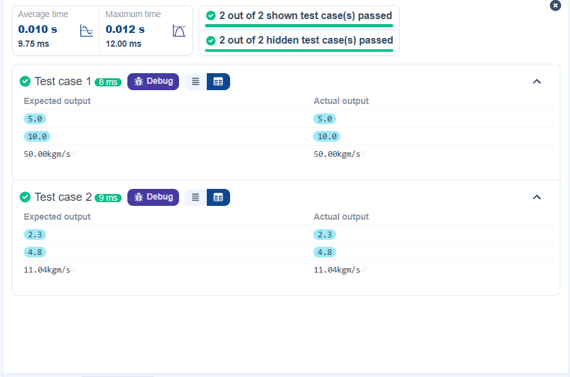 Average time
0.010 s
9.75 ms
Maximum time
0.012 s
12.00 ms
2 out of 2 shown test case(s) passed
2 out of 2 hidden test case(s) passed
Test case 1 8 ms Debug
Expected output Actual output
5.0 5.0
10.0 10.0
50.00kgm/s 50.00kgm/s
Test case 2 9 ms Debug
Expected output Actual output
2.3 2.3
4.8 4.8
11.04kgm/s 11.04kgm/s